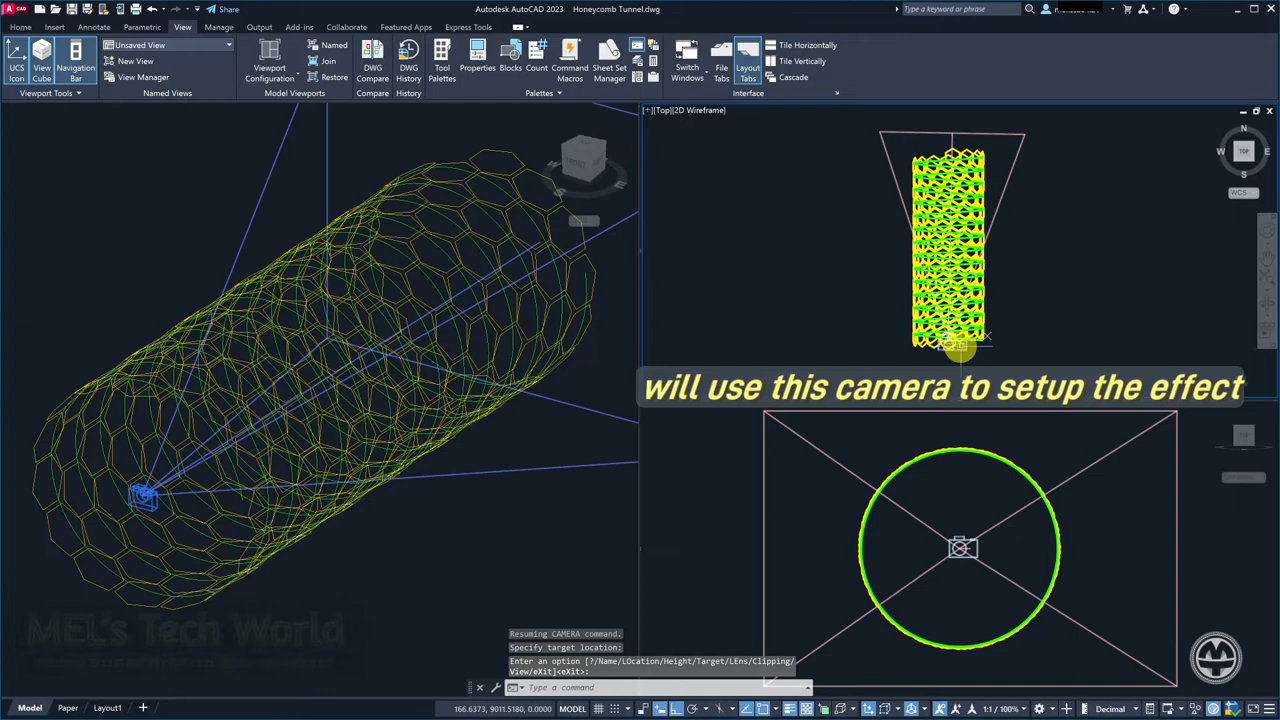 Share
Autodesk AutoCAD 2023 Honeycomb Tunnel.dwg
Type a keyword or phrase
Home Insert Annotate Parametric View Manage Output Add-ins Collaborate Featured Apps Express Tools
UCS Icon
View Cube
Navigation Bar
Unsaved View
New View
View Manager
Viewport Configuration
Named
Join
Restore
DWG Compare
DWG History
Tool Palettes
Properties
Blocks
Count
Command Macros
Sheet Set Manager
Switch Windows
File Tabs
Layout Tabs
Tile Horizontally
Tile Vertically
Cascade
Viewport Tools
Named Views
Model Viewports
Compare
History
Palettes
Interface
[+][Top][2D Wireframe]
N
W TOP E
S
WCS
FRONT
S
E
will use this camera to setup the effect
MEL's Tech World
Resuming CAMERA command.
Specify target location:
Enter an option [?/Name/LOcation/Height/Target/LEns/Clipping/
View/eXit]<eXit>:
Type a command
Model Paper Layout1
166.6373, 9011.5180, 0.0000 MODEL
1:1 / 100%
Decimal